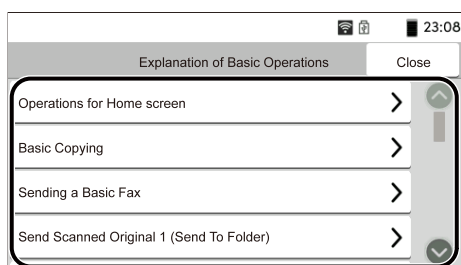 23:08
Explanation of Basic Operations
Close
Operations for Home screen
Basic Copying
Sending a Basic Fax
Send Scanned Original 1 (Send To Folder)